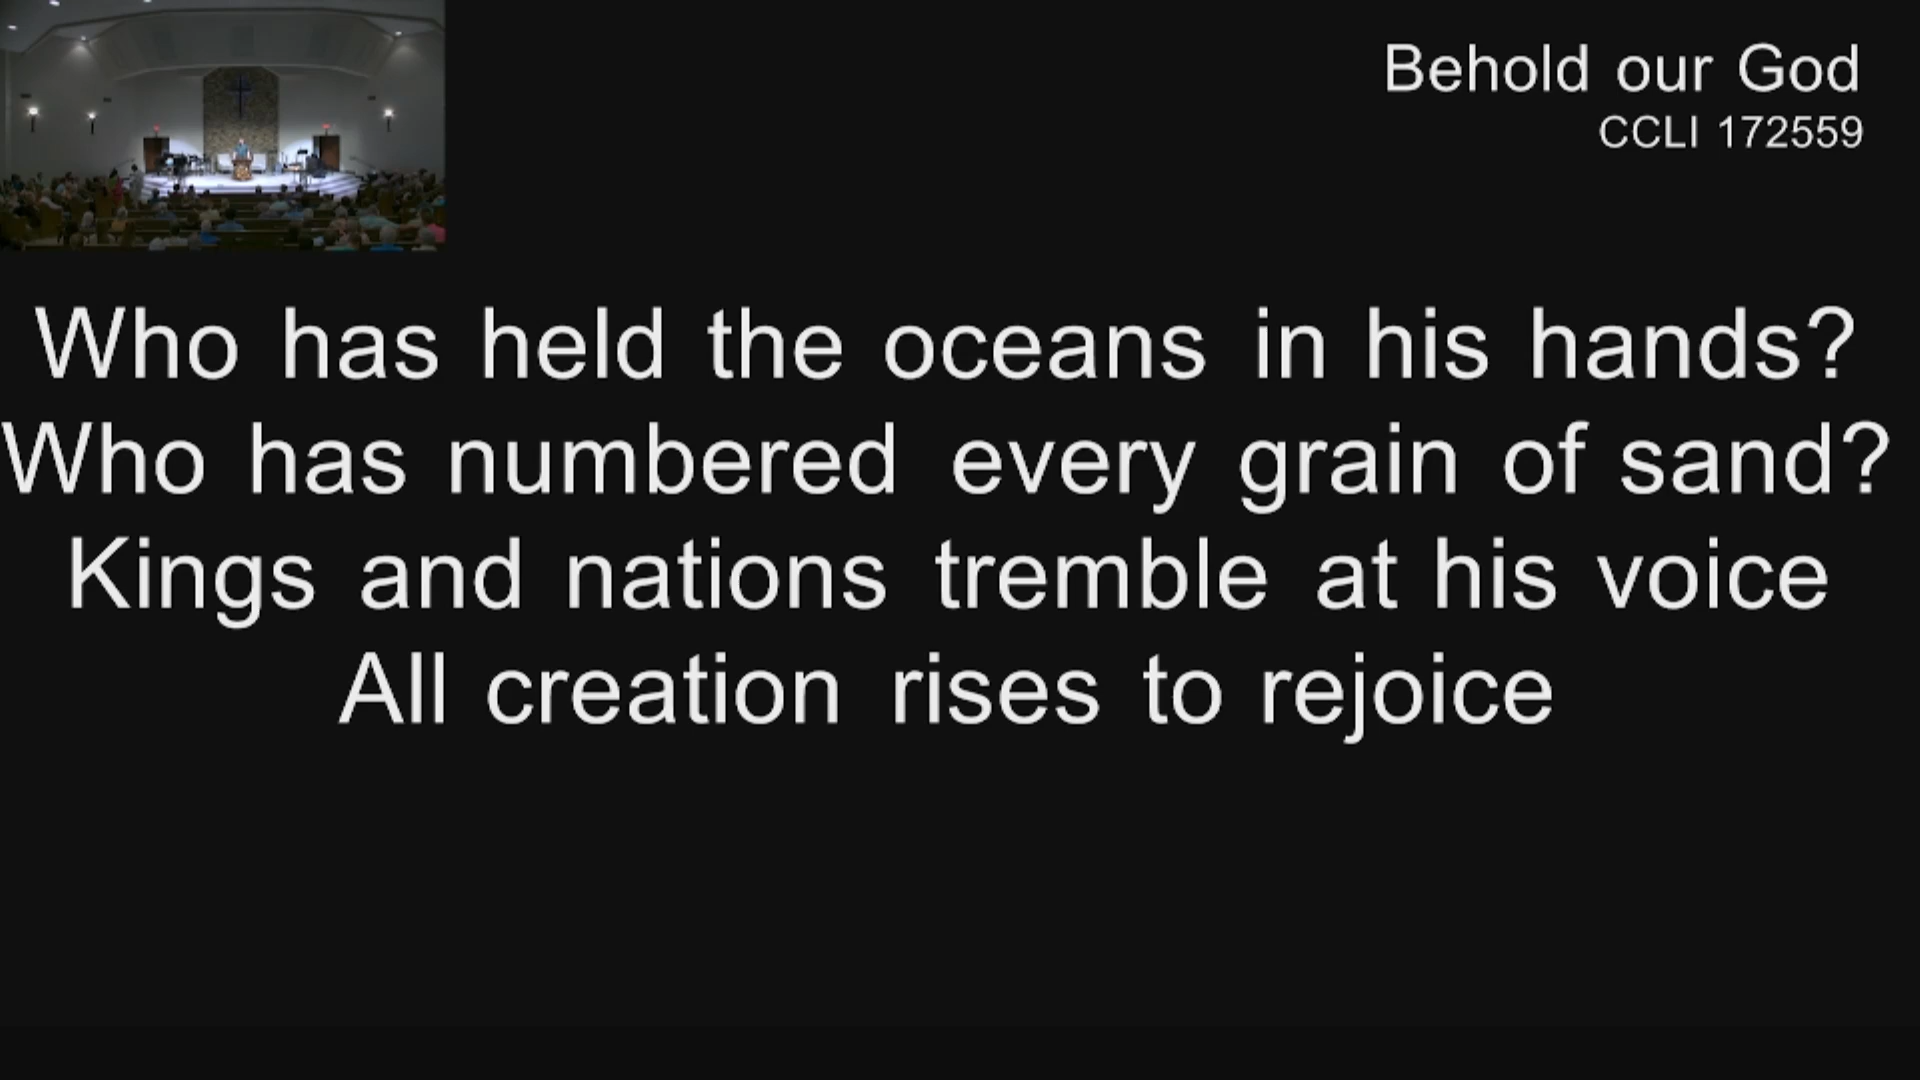 Behold our God
CCLI 172559
Who has held the oceans in his hands?
Who has numbered every grain of sand?
Kings and nations tremble at his voice
All creation rises to rejoice